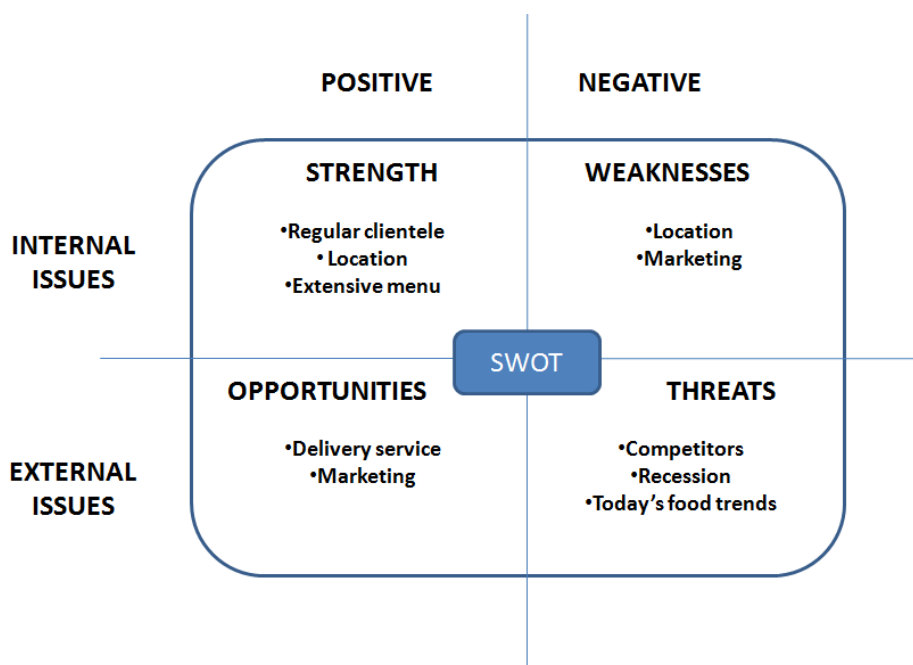 POSITIVE
NEGATIVE
STRENGTH
WEAKNESSES
INTERNAL
ISSUES
•Regular clientele
•Location
•Extensive menu
•Location
•Marketing
SWOT
OPPORTUNITIES
THREATS
EXTERNAL
ISSUES
•Delivery service
•Marketing
•Competitors
•Recession
•Today's food trends